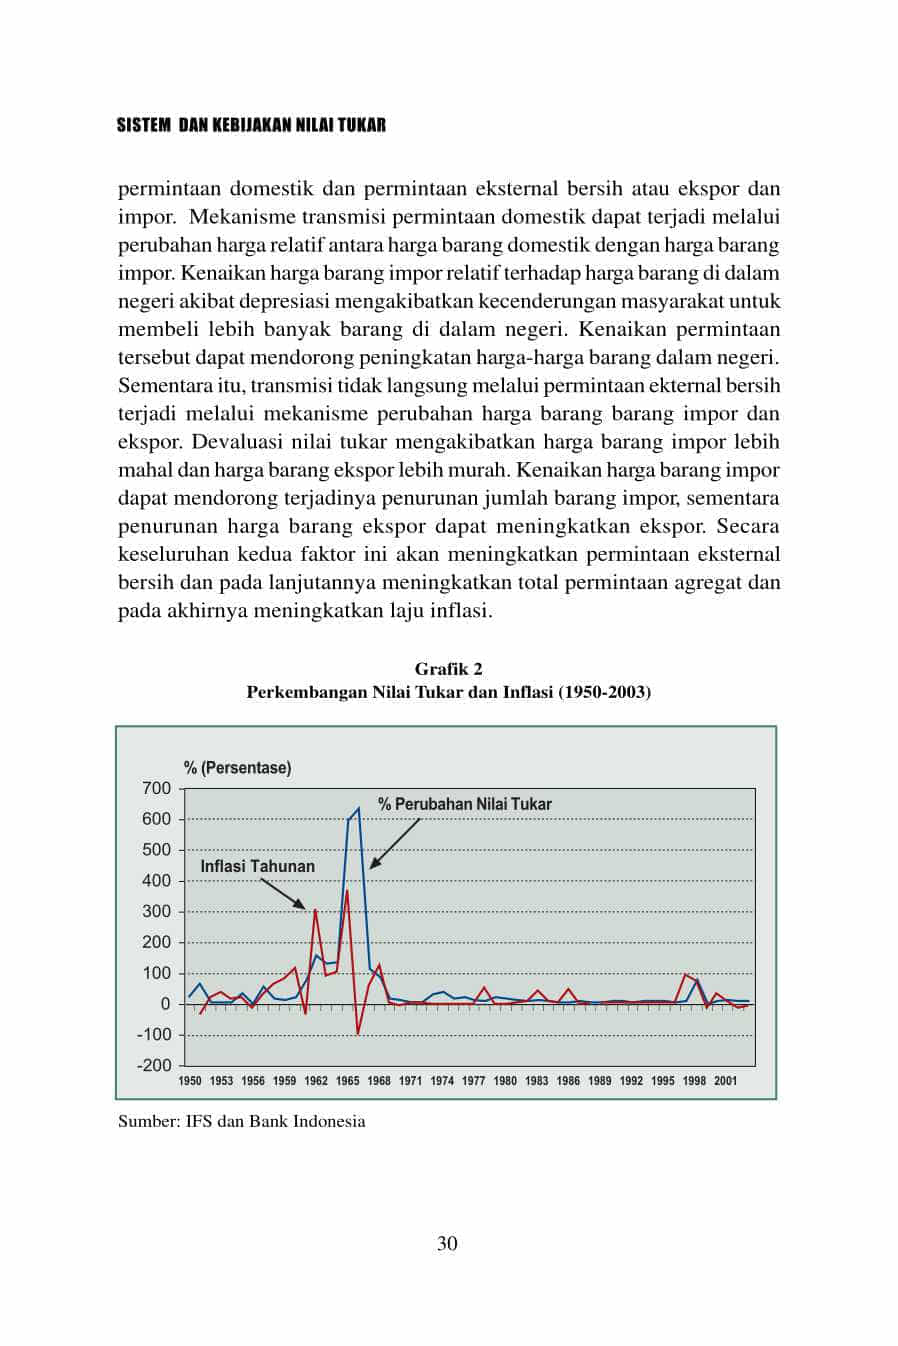 SISTEM DAN KEBIJAKAN NILAI TUKAR
permintaan domestik dan permintaan eksternal bersih atau ekspor dan
impor. Mekanisme transmisi permintaan domestik dapat terjadi melalui
perubahan harga relatif antara harga barang domestik dengan harga barang
impor. Kenaikan harga barang impor relatif terhadap harga barang di dalam
negeri akibat depresiasi mengakibatkan kecenderungan masyarakat untuk
membeli lebih banyak barang di dalam negeri. Kenaikan permintaan
tersebut dapat mendorong peningkatan harga-harga barang dalam negeri.
Sementara itu, transmisi tidak langsung melalui permintaan ekternal bersih
terjadi melalui mekanisme perubahan harga barang barang impor dan
ekspor. Devaluasi nilai tukar mengakibatkan harga barang impor lebih
mahal dan harga barang ekspor lebih murah. Kenaikan harga barang impor
dapat mendorong terjadinya penurunan jumlah barang impor, sementara
penurunan harga barang ekspor dapat meningkatkan ekspor. Secara
keseluruhan kedua faktor ini akan meningkatkan permintaan eksternal
bersih dan pada lanjutannya meningkatkan total permintaan agregat dan
pada akhirnya meningkatkan laju inflasi.
Grafik 2
Perkembangan Nilai Tukar dan Inflasi (1950-2003)
% (Persentase)
700
% Perubahan Nilai Tukar
600
500
Inflasi Tahunan
400
300
200
100
0
-100
-200
1950 1953 1956 1959 1962 1965 1968 1971 1974 1977 1980 1983 1986 1989 1992 1995 1998 2001
Sumber: IFS dan Bank Indonesia
30